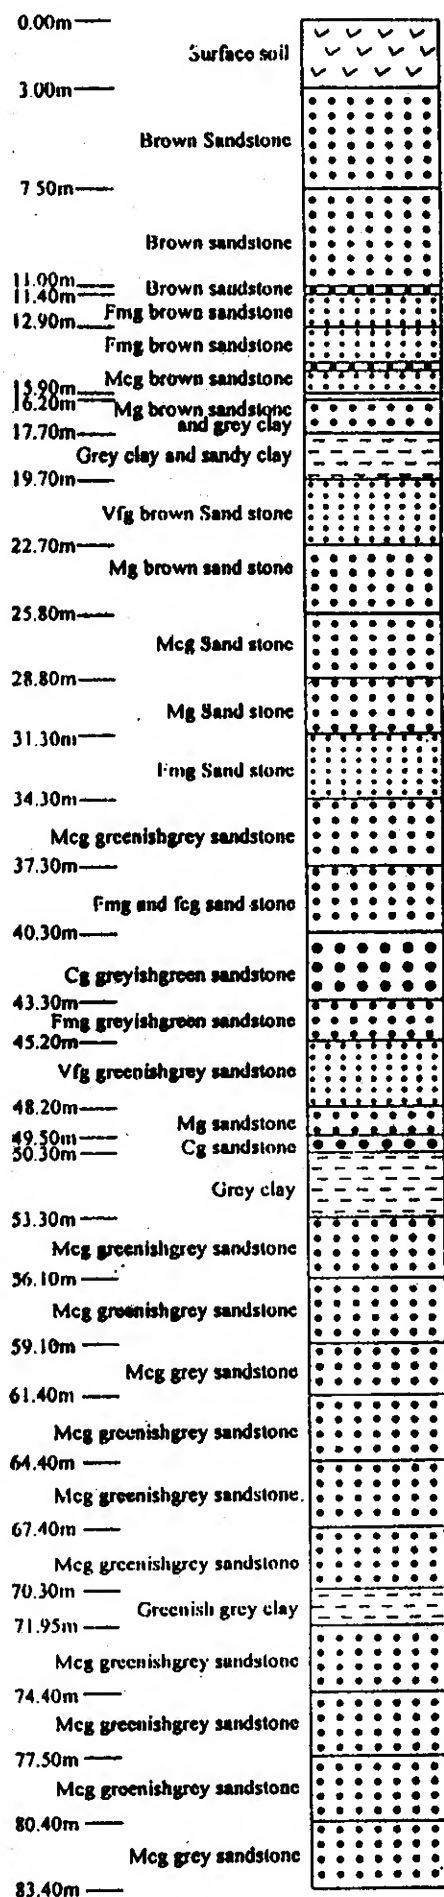 0.00m
Surface soil
3.00m
Brown Sandstone
7.50m
Brown sandstone
11.00m
Brown sandstone
11.40m
Fmg brown sandstone
12.90m
Fmg brown sandstone
Mcg brown sandstone
15.90m
16.20m
Mg brown sandstone
and grey clay
17.70m
Grey clay and sandy clay
19.70m
Vfg brown Sand stone
22.70m
Mg brown sand stone
25.80m
Mcg Sand stone
28.80m
Mg Sand stone
31.30m
Fmg Sand stone
34.30m
Mcg greenishgrey sandstone
37.30m
Fmg and fcg sand stone
40.30m
Cg greyishgreen sandstone
43.30m
Fmg greyishgreen sandstone
45.20m
Vfg greenishgrey sandstone
48.20m
Mg sandstone
49.50m
Cg sandstone
50.30m
Grey clay
51.30m
Mcg greenishgrey sandstone
56.10m
Mcg greenishgrey sandstone
59.10m
Mcg grey sandstone
61.40m
Mcg greenishgrey sandstone
64.40m
Mcg greenishgrey sandstone.
67.40m
Mcg greenishgrey sandstone
70.30m
Greenish grey clay
71.95m
Mcg greenishgrey sandstone
74.40m
Mcg greenishgrey sandstone
77.50m
Mcg greenishgrey sandstone
80.40m
Mcg grey sandstone
83.40m